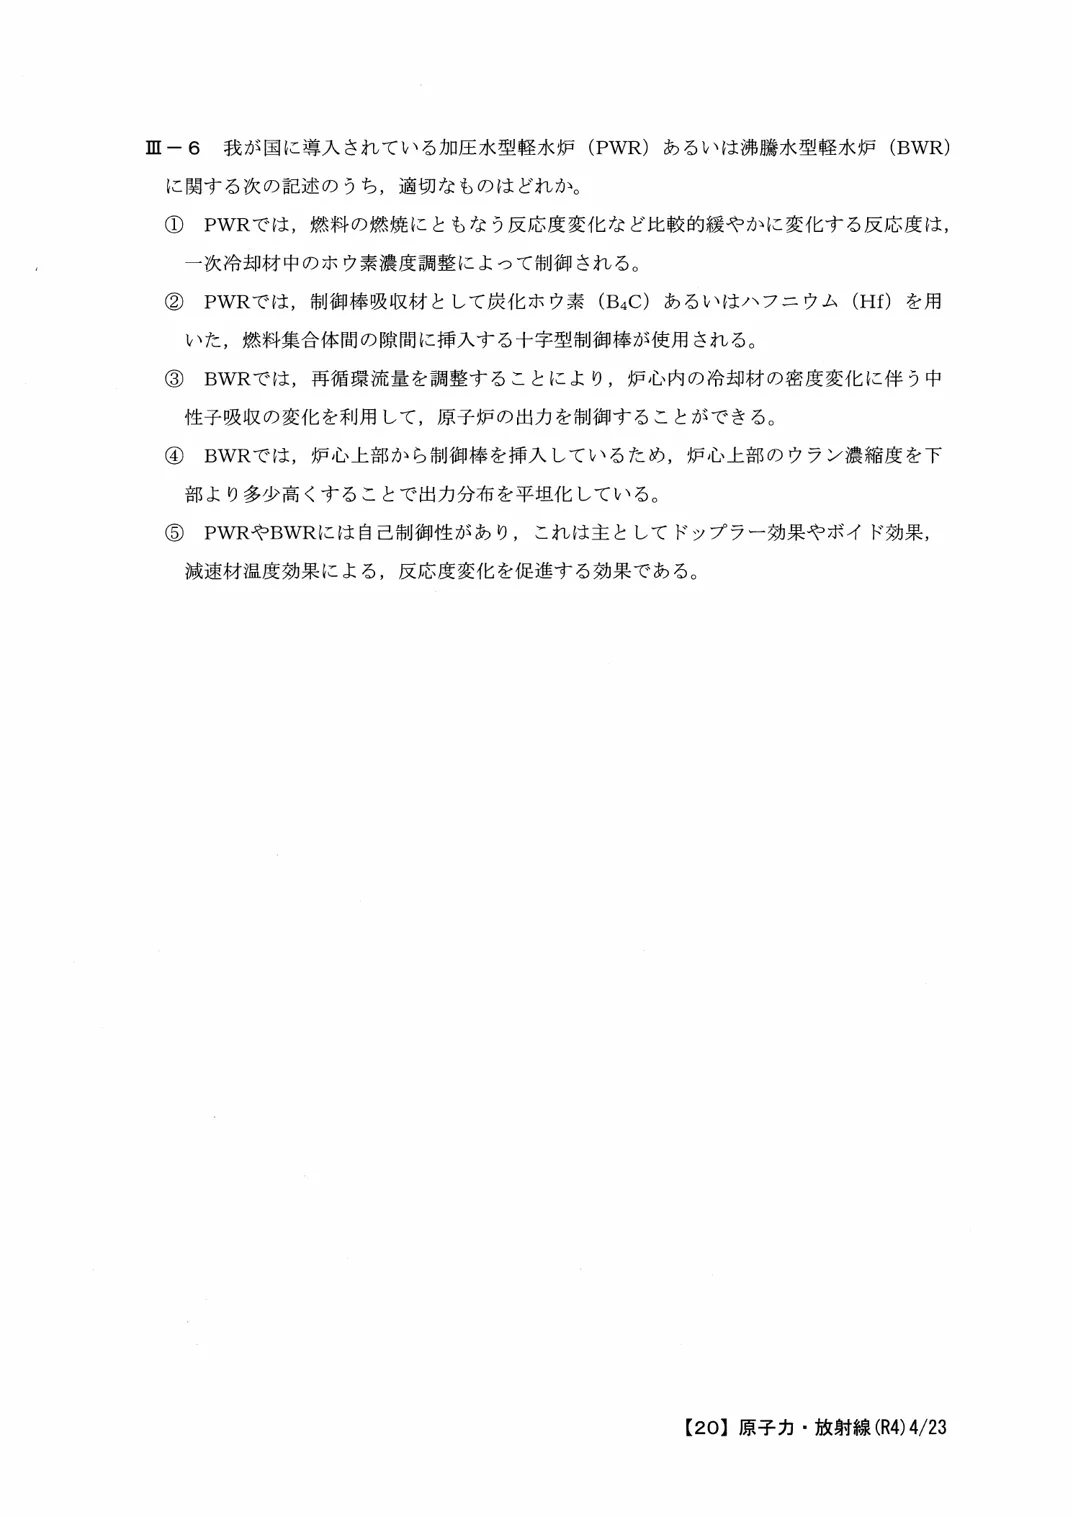 Ⅲ－6　我が国に導入されている加圧水型軽水炉（PWR）あるいは沸騰水型軽水炉（BWR）
に関する次の記述のうち，適切なものはどれか。
①　PWRでは，燃料の燃焼にともなう反応度変化など比較的緩やかに変化する反応度は，
一次冷却材中のホウ素濃度調整によって制御される。
②　PWRでは，制御棒吸収材として炭化ホウ素（B₄C）あるいはハフニウム（Hf）を用
いた，燃料集合体間の隙間に挿入する十字型制御棒が使用される。
③　BWRでは，再循環流量を調整することにより，炉心内の冷却材の密度変化に伴う中
性子吸収の変化を利用して，原子炉の出力を制御することができる。
④　BWRでは，炉心上部から制御棒を挿入しているため，炉心上部のウラン濃縮度を下
部より多少高くすることで出力分布を平坦化している。
⑤　PWRやBWRには自己制御性があり，これは主としてドップラー効果やボイド効果，
減速材温度効果による，反応度変化を促進する効果である。
【20】原子力・放射線(R4)4/23